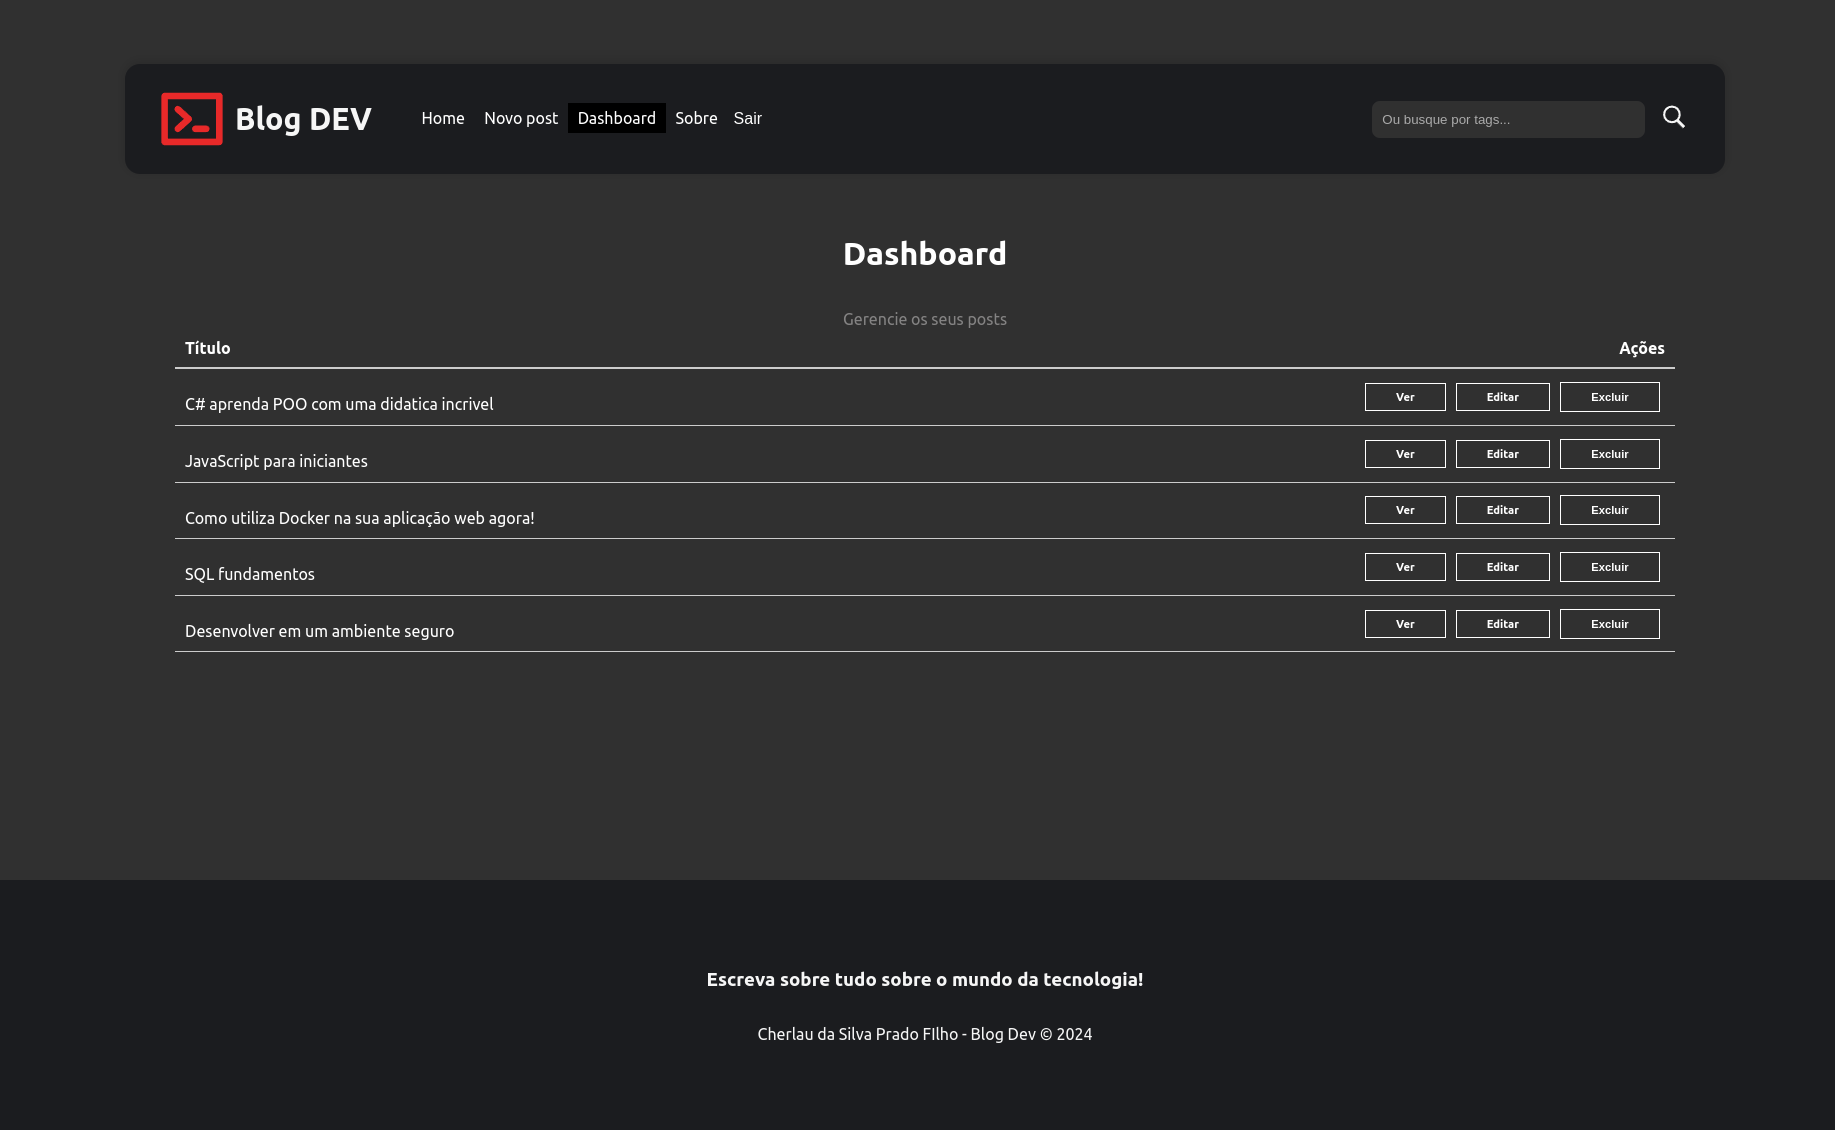 Blog DEV
Home Novo post Dashboard Sobre Sair
Ou busque por tags...
Dashboard
Gerencie os seus posts
Título Ações
C# aprenda POO com uma didatica incrivel Ver Editar Excluir
JavaScript para iniciantes Ver Editar Excluir
Como utiliza Docker na sua aplicação web agora! Ver Editar Excluir
SQL fundamentos Ver Editar Excluir
Desenvolver em um ambiente seguro Ver Editar Excluir
Escreva sobre tudo sobre o mundo da tecnologia!
Cherlau da Silva Prado FIlho - Blog Dev © 2024